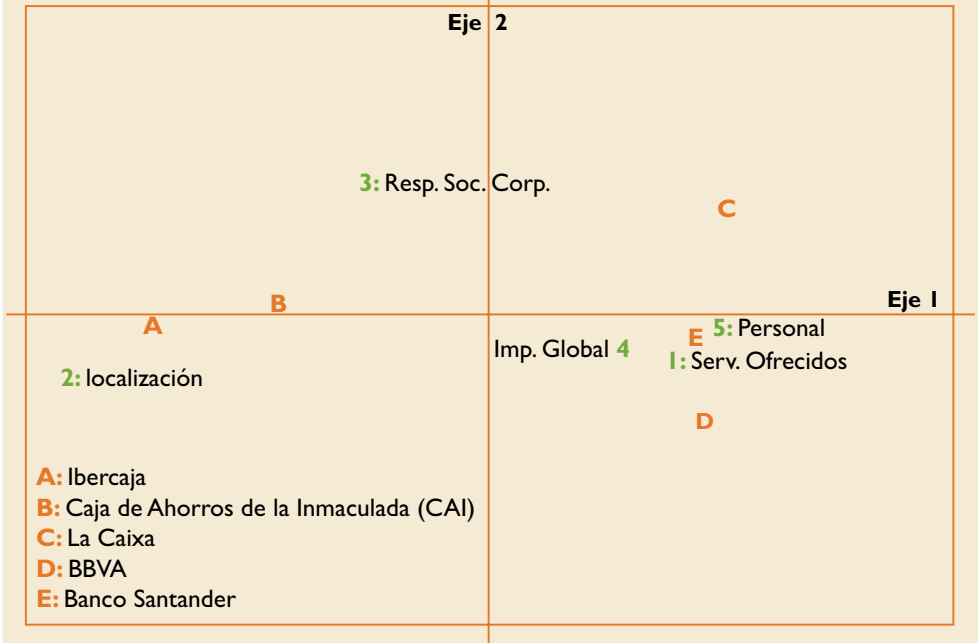 Eje 2
3: Resp. Soc. Corp.
C
B
Eje 1
A
5: Personal
E
Imp. Global 4
1: Serv. Ofrecidos
2: localización
D
A: Ibercaja
B: Caja de Ahorros de la Inmaculada (CAI)
C: La Caixa
D: BBVA
E: Banco Santander